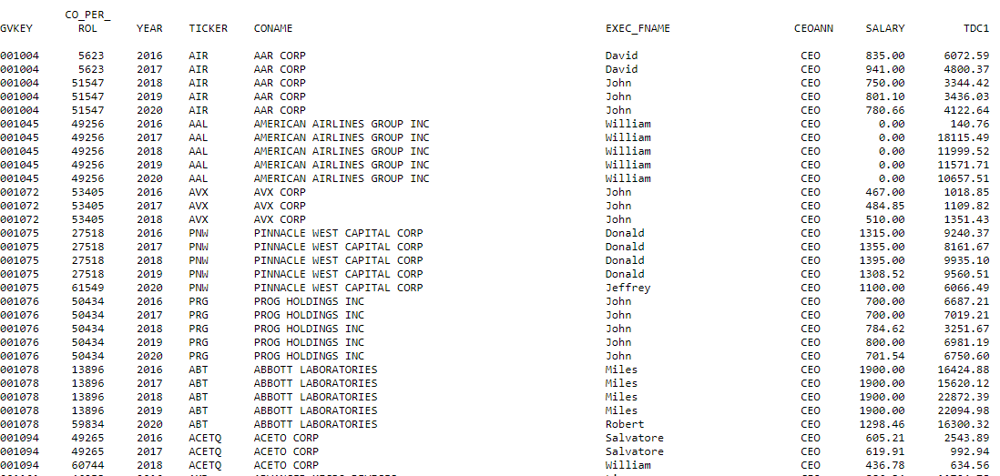 CO_PER_
GVKEY ROL YEAR TICKER CONAME EXEC_FNAME CEOANN SALARY TDC1
001004 5623 2016 AIR AAR CORP David CEO 835.00 6072.59
001004 5623 2017 AIR AAR CORP David CEO 941.00 4800.37
001004 51547 2018 AIR AAR CORP John CEO 750.00 3344.42
001004 51547 2019 AIR AAR CORP John CEO 801.10 3436.03
001004 51547 2020 AIR AAR CORP John CEO 780.66 4122.64
001045 49256 2016 AAL AMERICAN AIRLINES GROUP INC William CEO 0.00 140.76
001045 49256 2017 AAL AMERICAN AIRLINES GROUP INC William CEO 0.00 18115.49
001045 49256 2018 AAL AMERICAN AIRLINES GROUP INC William CEO 0.00 11999.52
001045 49256 2019 AAL AMERICAN AIRLINES GROUP INC William CEO 0.00 11571.71
001045 49256 2020 AAL AMERICAN AIRLINES GROUP INC William CEO 0.00 10657.51
001072 53405 2016 AVX AVX CORP John CEO 467.00 1018.85
001072 53405 2017 AVX AVX CORP John CEO 484.85 1109.82
001072 53405 2018 AVX AVX CORP John CEO 510.00 1351.43
001075 27518 2016 PNW PINNACLE WEST CAPITAL CORP Donald CEO 1315.00 9240.37
001075 27518 2017 PNW PINNACLE WEST CAPITAL CORP Donald CEO 1355.00 8161.67
001075 27518 2018 PNW PINNACLE WEST CAPITAL CORP Donald CEO 1395.00 9935.10
001075 27518 2019 PNW PINNACLE WEST CAPITAL CORP Donald CEO 1308.52 9560.51
001075 61549 2020 PNW PINNACLE WEST CAPITAL CORP Jeffrey CEO 1100.00 6066.49
001076 50434 2016 PRG PROG HOLDINGS INC John CEO 700.00 6687.21
001076 50434 2017 PRG PROG HOLDINGS INC John CEO 700.00 7019.21
001076 50434 2018 PRG PROG HOLDINGS INC John CEO 784.62 3251.67
001076 50434 2019 PRG PROG HOLDINGS INC John CEO 800.00 6981.19
001076 50434 2020 PRG PROG HOLDINGS INC John CEO 701.54 6750.60
001078 13896 2016 ABT ABBOTT LABORATORIES Miles CEO 1900.00 16424.88
001078 13896 2017 ABT ABBOTT LABORATORIES Miles CEO 1900.00 15620.12
001078 13896 2018 ABT ABBOTT LABORATORIES Miles CEO 1900.00 22872.39
001078 13896 2019 ABT ABBOTT LABORATORIES Miles CEO 1900.00 22094.98
001078 59834 2020 ABT ABBOTT LABORATORIES Robert CEO 1298.46 16300.32
001094 49265 2016 ACETQ ACETO CORP Salvatore CEO 605.21 2543.89
001094 49265 2017 ACETQ ACETO CORP Salvatore CEO 619.91 992.94
001094 60744 2018 ACETQ ACETO CORP William CEO 436.78 634.56